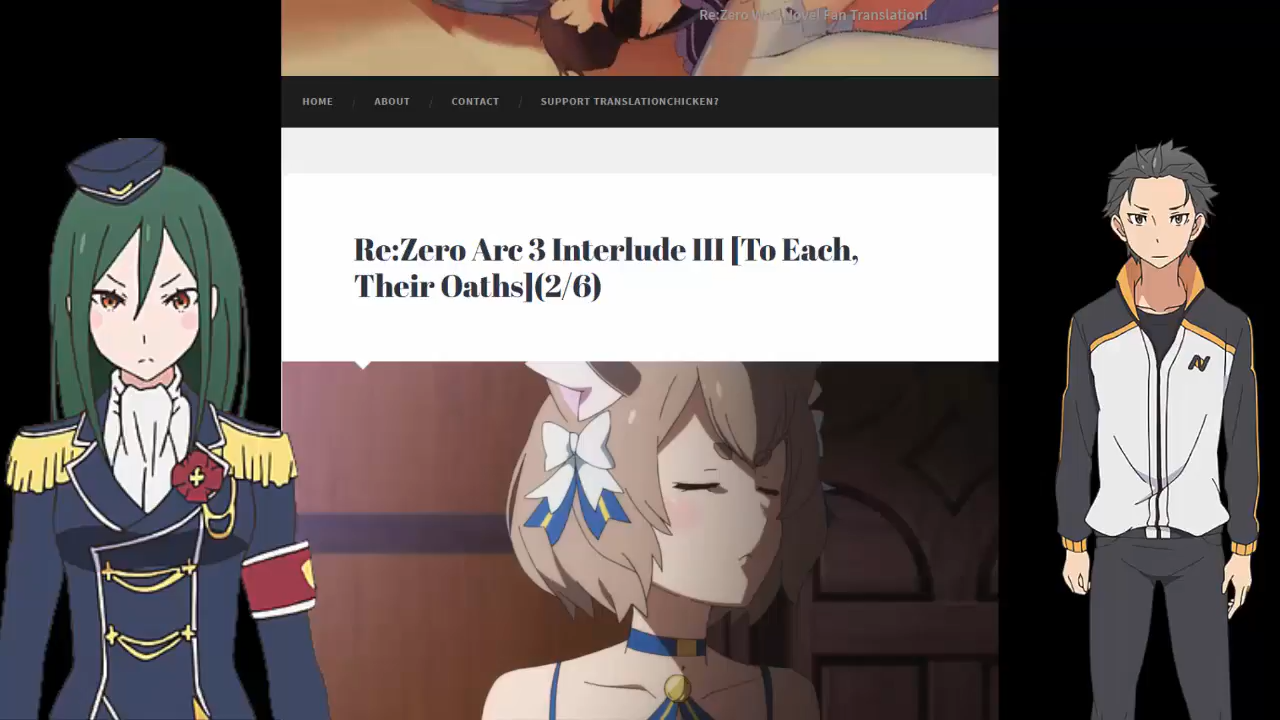 Re:Zero Web Novel Fan Translation!
HOME / ABOUT / CONTACT / SUPPORT TRANSLATIONCHICKEN?
Re:Zero Arc 3 Interlude III [To Each,
Their Oaths](2/6)
N